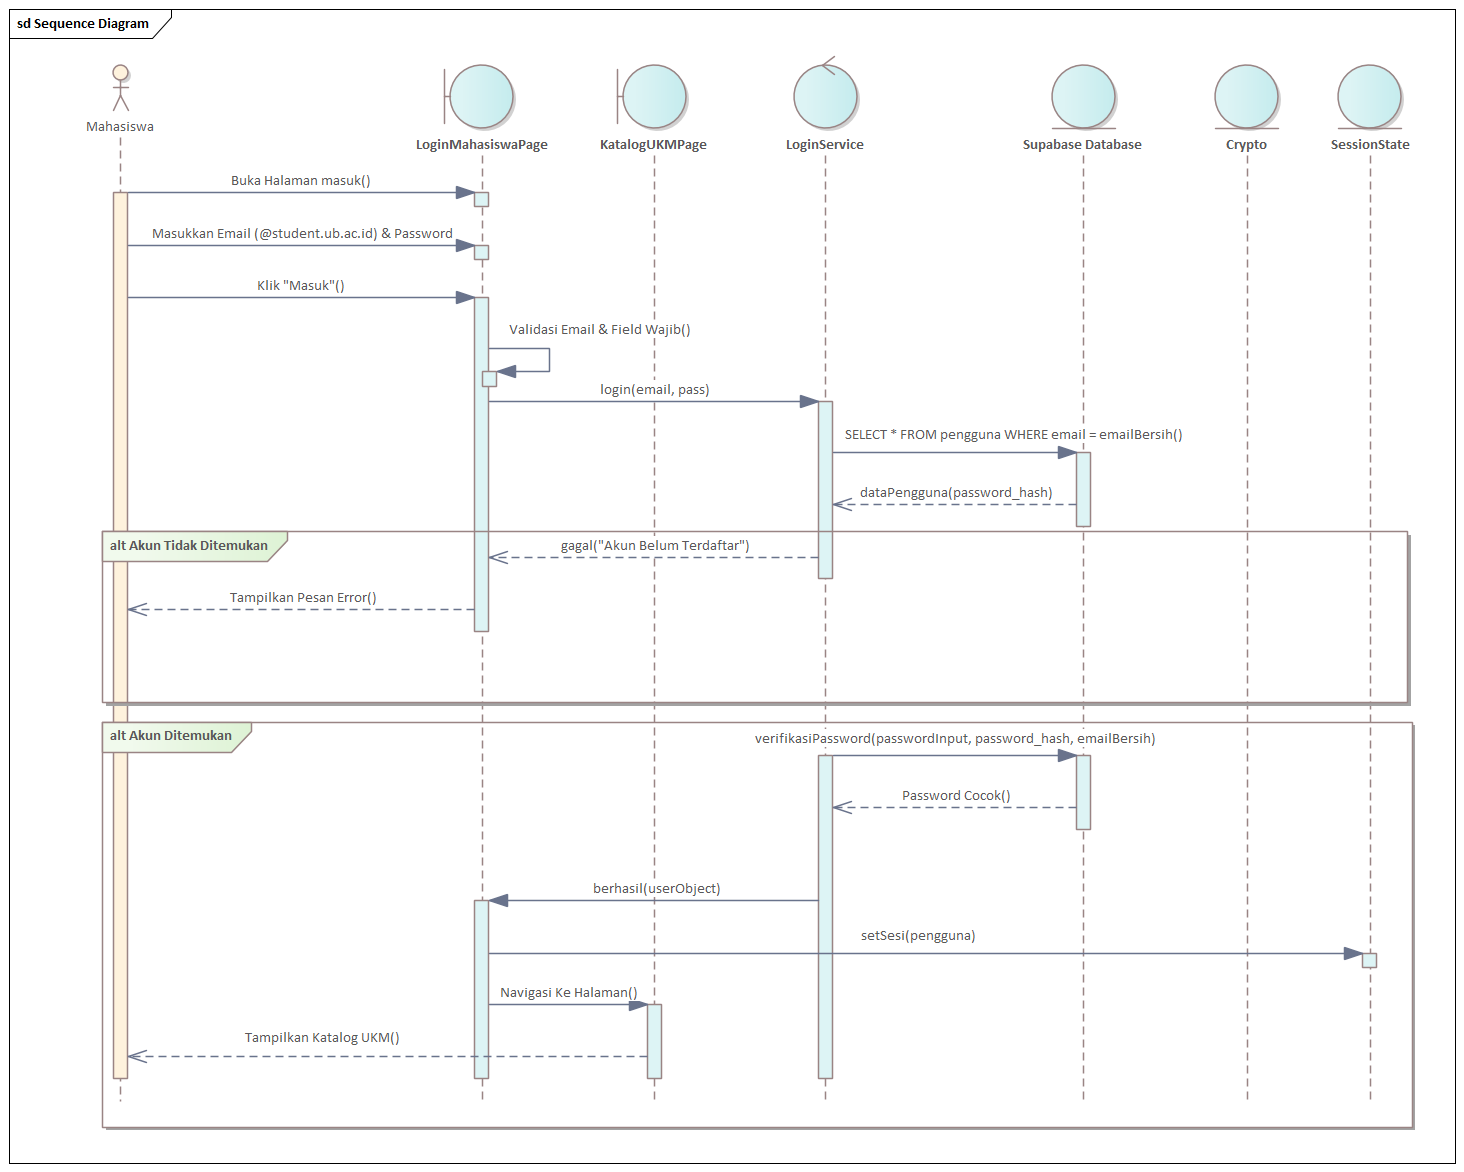 sd Sequence Diagram
Mahasiswa
LoginMahasiswaPage
KatalogUKMPage
LoginService
Supabase Database
Crypto
SessionState
Buka Halaman masuk()
Masukkan Email (@student.ub.ac.id) & Password
Klik "Masuk"()
Validasi Email & Field Wajib()
login(email, pass)
SELECT * FROM pengguna WHERE email = emailBersih()
dataPengguna(password_hash)
alt Akun Tidak Ditemukan
gagal("Akun Belum Terdaftar")
Tampilkan Pesan Error()
alt Akun Ditemukan
verifikasiPassword(passwordInput, password_hash, emailBersih)
Password Cocok()
berhasil(userObject)
setSesi(pengguna)
Navigasi Ke Halaman()
Tampilkan Katalog UKM()